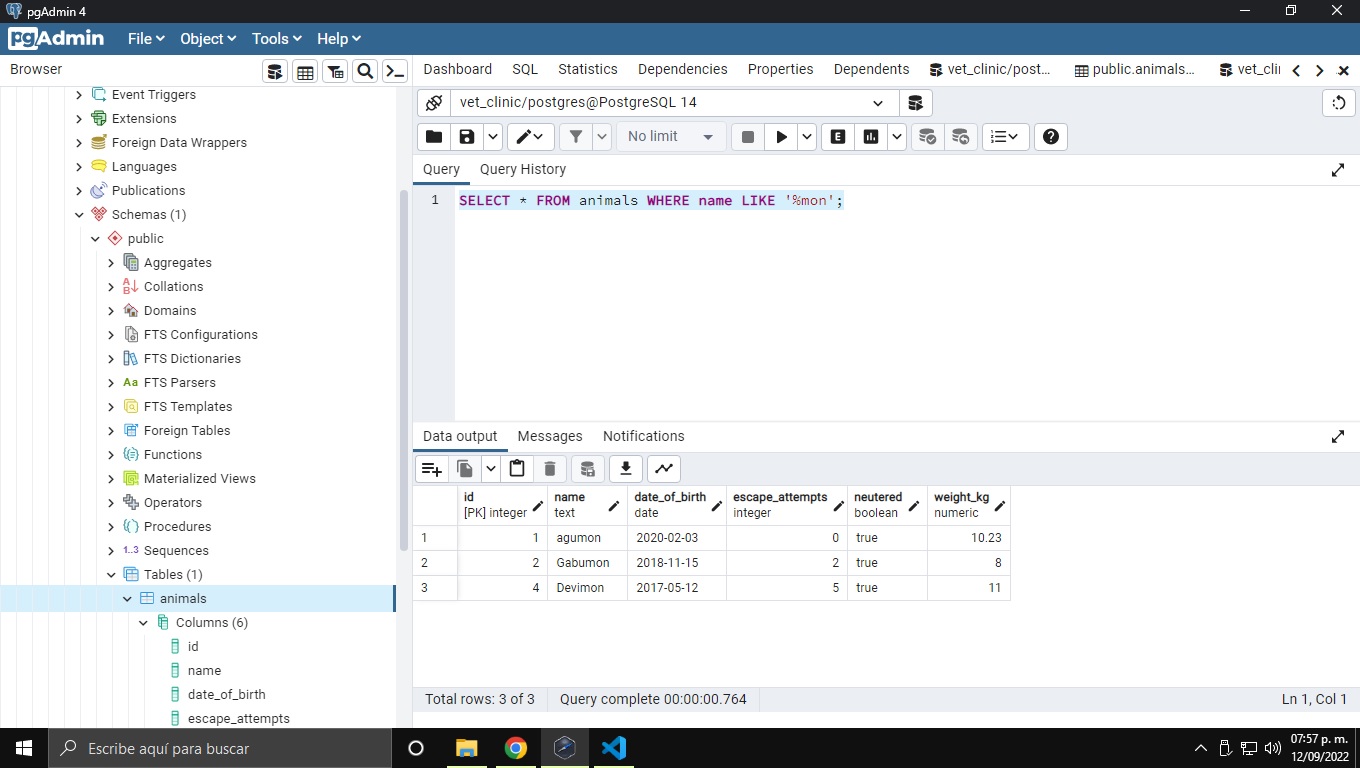 pgAdmin 4
pgAdmin File Object Tools Help
Browser
Dashboard SQL Statistics Dependencies Properties Dependents vet_clinic/post... public.animals... vet_cli
Event Triggers
Extensions
Foreign Data Wrappers
Languages
Publications
Schemas (1)
public
Aggregates
Collations
Domains
FTS Configurations
FTS Dictionaries
Aa FTS Parsers
FTS Templates
Foreign Tables
Functions
Materialized Views
Operators
Procedures
1..3 Sequences
Tables (1)
animals
Columns (6)
id
name
date_of_birth
escape_attempts
vet_clinic/postgres@PostgreSQL 14
No limit E
Query Query History
1 SELECT * FROM animals WHERE name LIKE '%mon';
Data output Messages Notifications
id name date_of_birth escape_attempts neutered weight_kg
[PK] integer text date integer boolean numeric
1 1 agumon 2020-02-03 0 true 10.23
2 2 Gabumon 2018-11-15 2 true 8
3 4 Devimon 2017-05-12 5 true 11
Total rows: 3 of 3 Query complete 00:00:00.764 Ln 1, Col 1
Escribe aquí para buscar
07:57 p. m.
12/09/2022